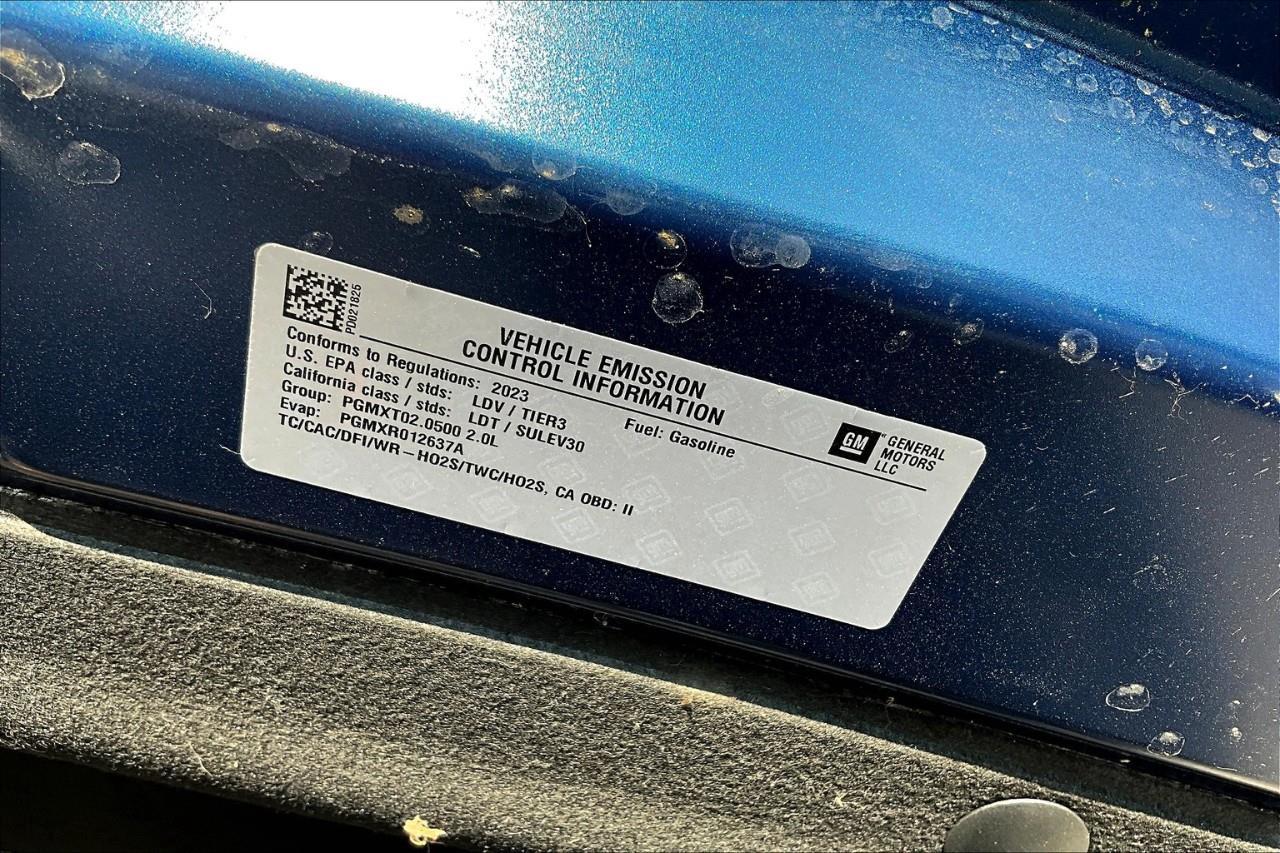 PD021825
VEHICLE EMISSION
CONTROL INFORMATION
GM GENERAL
MOTORS
LLC
Conforms to Regulations: 2023
U.S. EPA class / stds: LDV / TIER3 Fuel: Gasoline
California class / stds: LDT / SULEV30
Group: PGMXT02.0500 2.0L
Evap: PGMXR012637A
TC/CAC/DFI/WR-HO2S/TWC/HO2S, CA OBD: II